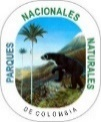 PARQUES
NACIONALES
NATURALES
DE COLOMBIA